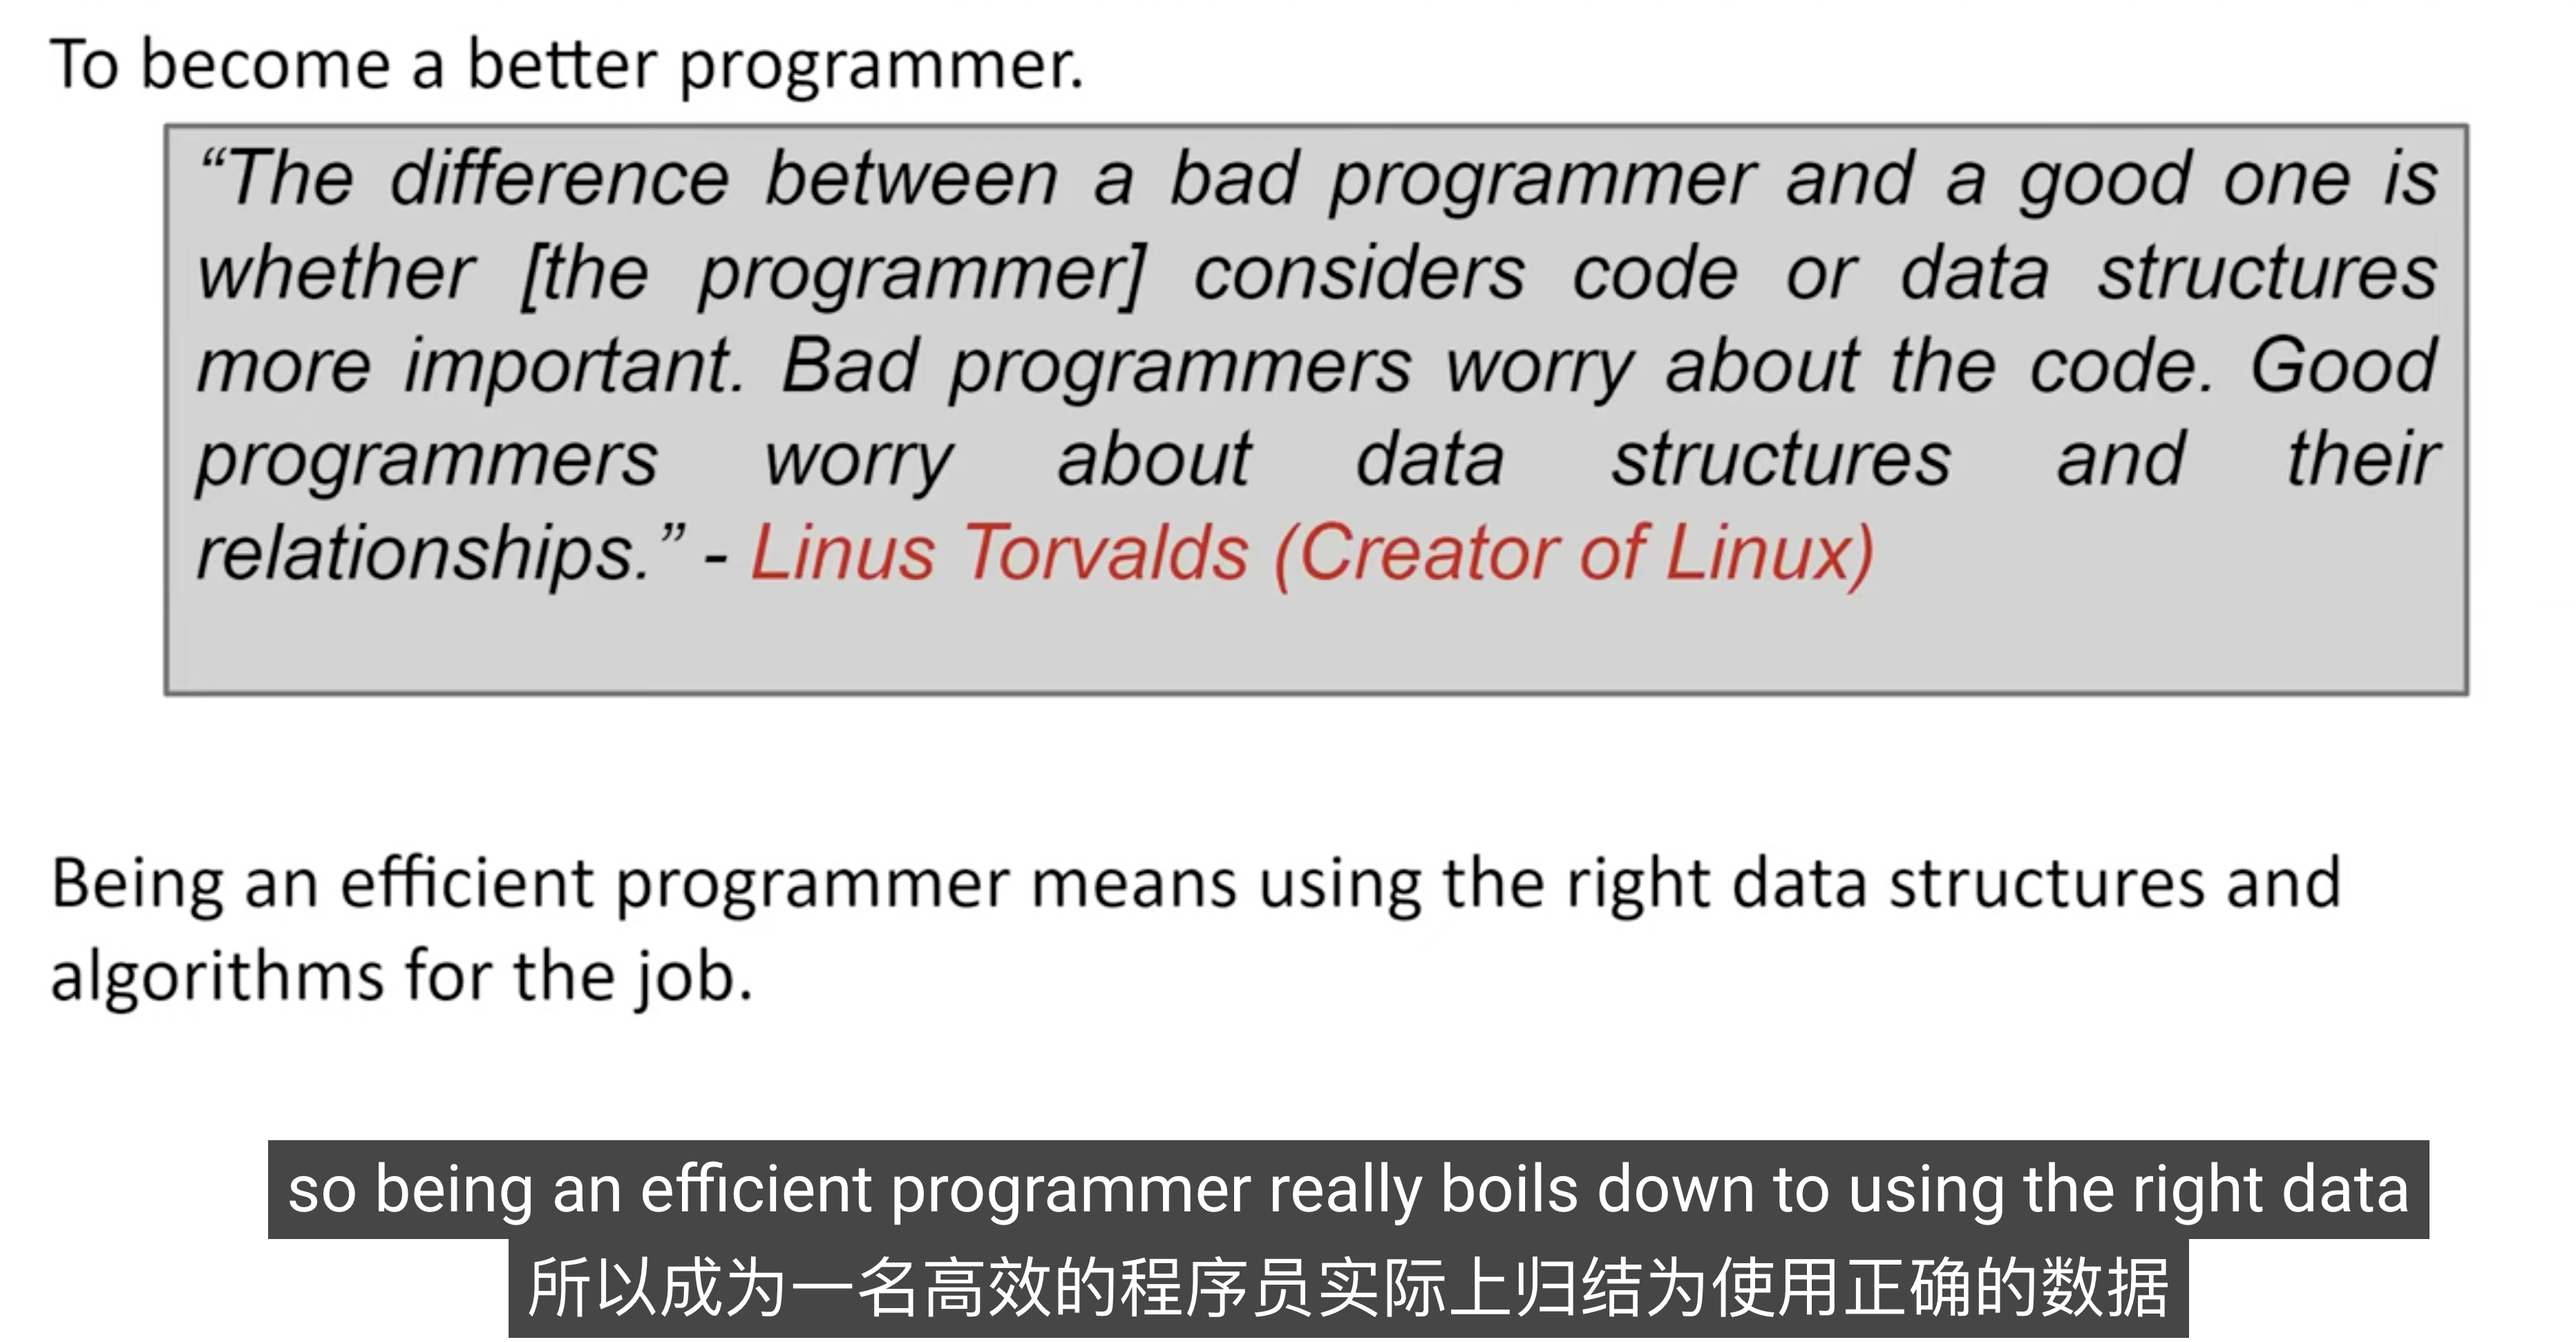 To become a better programmer.
“The difference between a bad programmer and a good one is
whether [the programmer] considers code or data structures
more important. Bad programmers worry about the code. Good
programmers worry about data structures and their
relationships.” - Linus Torvalds (Creator of Linux)
Being an efficient programmer means using the right data structures and
algorithms for the job.
so being an efficient programmer really boils down to using the right data
所以成为一名高效的程序员实际上归结为使用正确的数据